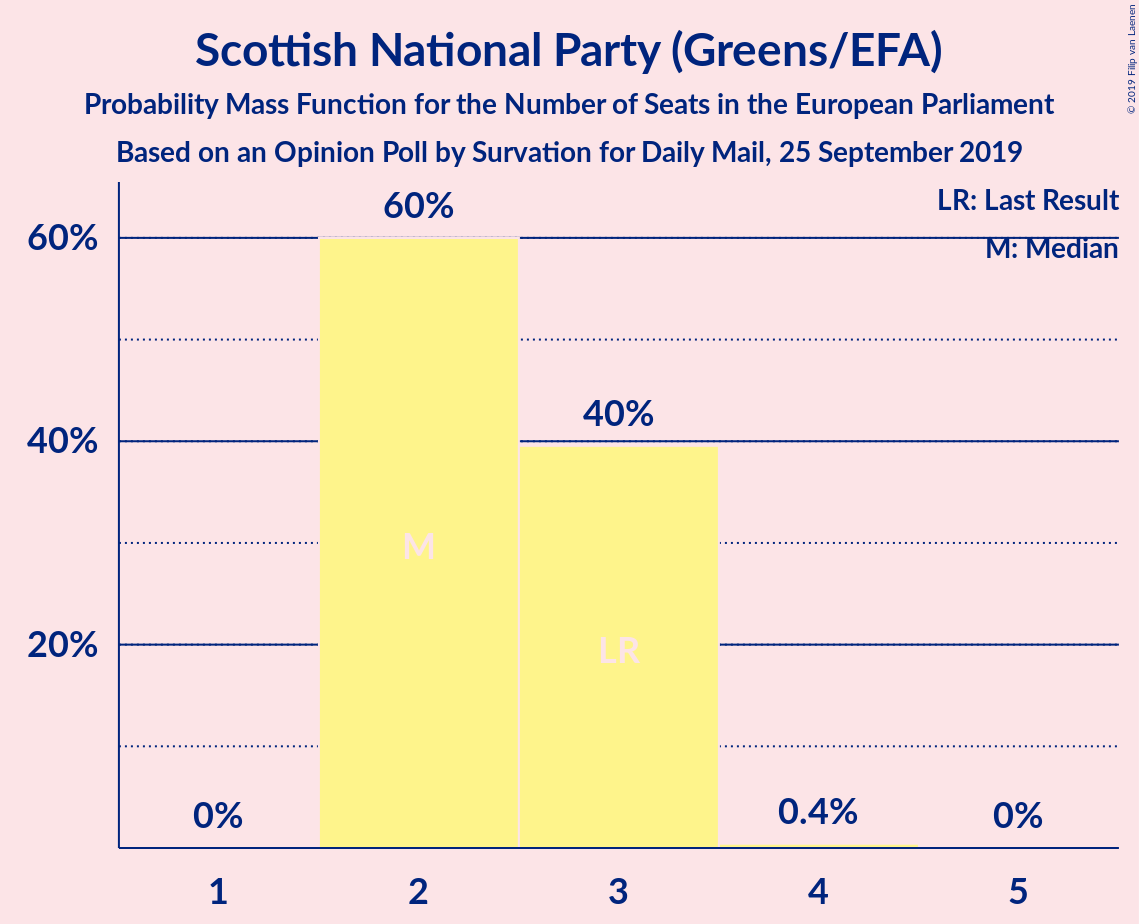 Scottish National Party (Greens/EFA)
Probability Mass Function for the Number of Seats in the European Parliament
Based on an Opinion Poll by Survation for Daily Mail, 25 September 2019
© 2019 Filip van Laenen
LR: Last Result
M: Median
60%
40%
20%
0%
60%
40%
0.4%
0%
M
LR
1
2
3
4
5